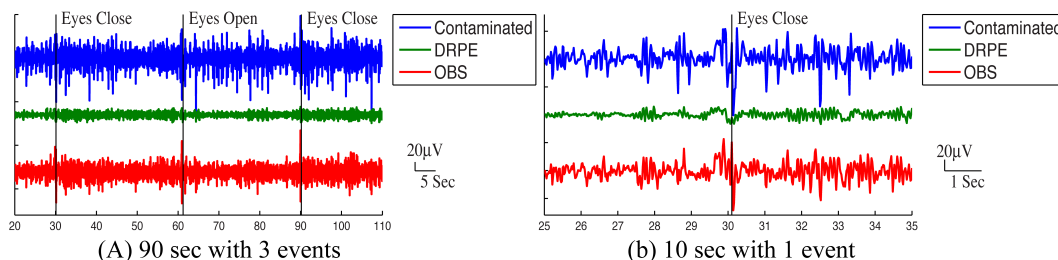 Eyes Close Eyes Open Eyes Close
Contaminated
DRPE
OBS
20μV
5 Sec
20 30 40 50 60 70 80 90 100 110
(A) 90 sec with 3 events
Eyes Close
Contaminated
DRPE
OBS
20μV
1 Sec
25 26 27 28 29 30 31 32 33 34 35
(b) 10 sec with 1 event